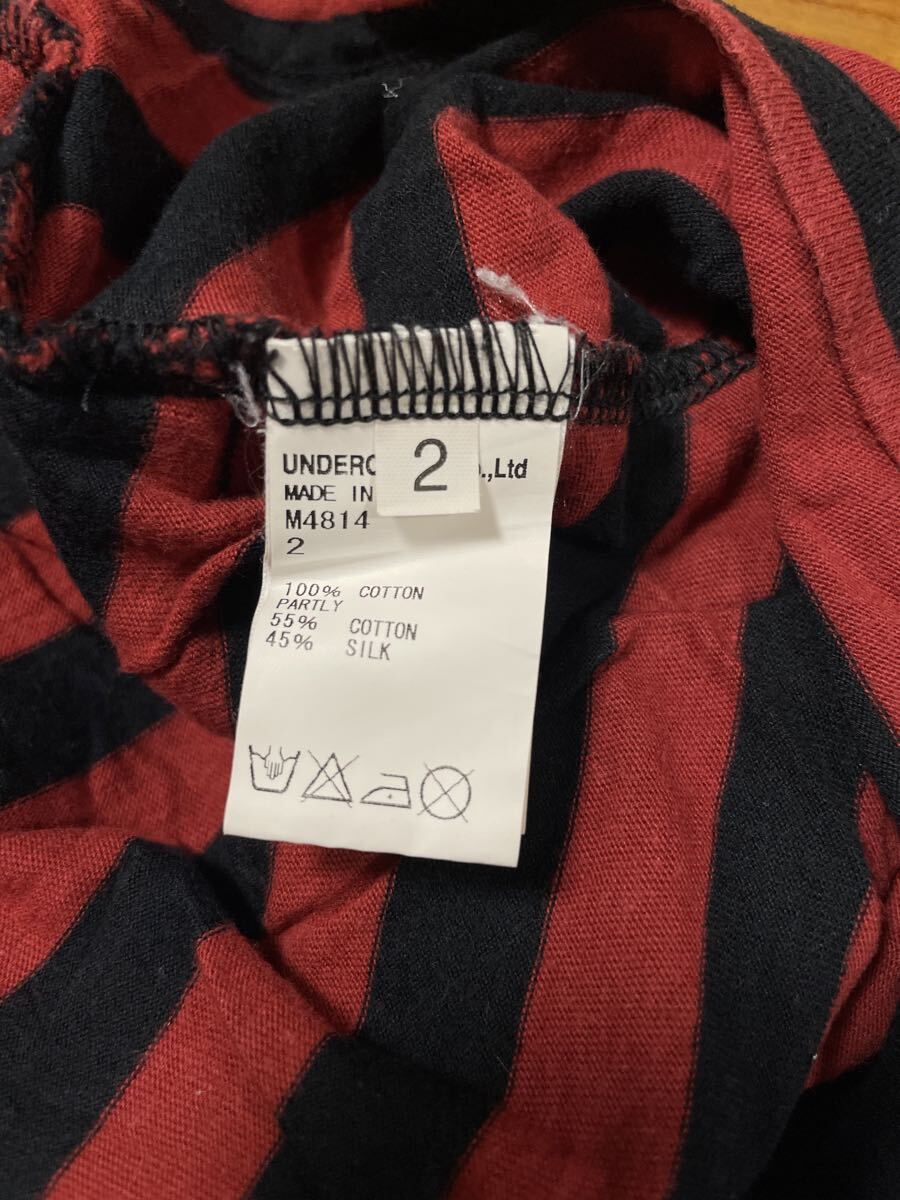 2
UNDERC .,Ltd
MADE IN
M4814
2
100% COTTON
PARTLY
55% COTTON
45% SILK